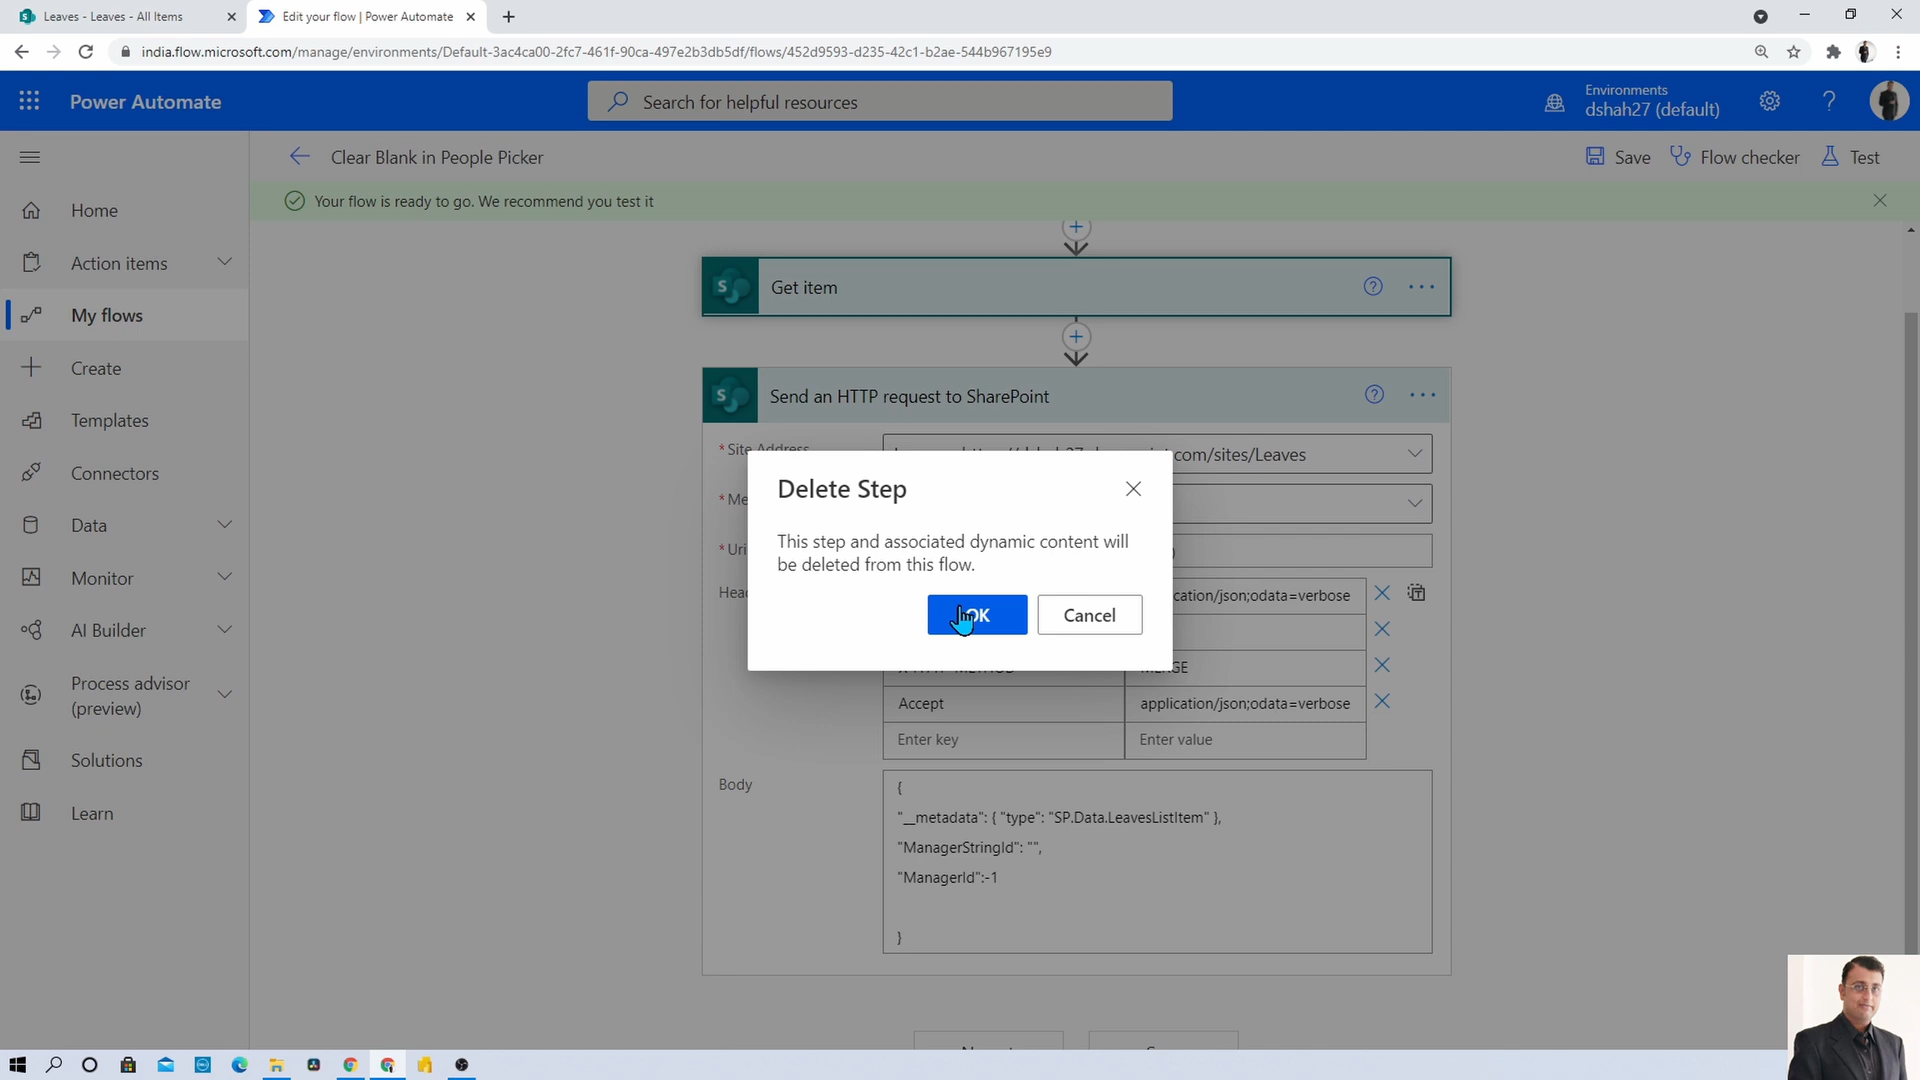 Leaves - Leaves - All Items
Edit your flow | Power Automate
india.flow.microsoft.com/manage/environments/Default-3ac4ca00-2fc7-461f-90ca-497e2b3db5df/flows/452d9593-d235-42c1-b2ae-544b967195e9
Power Automate
Search for helpful resources
Environments
dshah27 (default)
Clear Blank in People Picker
Save
Flow checker
Test
Your flow is ready to go. We recommend you test it
Home
Action items
My flows
Create
Templates
Connectors
Data
Monitor
AI Builder
Process advisor
(preview)
Solutions
Learn
Get item
Send an HTTP request to SharePoint
* Site Address
com/sites/Leaves
* Me
* Uri
Head
Delete Step
This step and associated dynamic content will
be deleted from this flow.
OK
Cancel
ication/json;odata=verbose
Accept
application/json;odata=verbose
Enter key
Enter value
Body
{
"__metadata": { "type": "SP.Data.LeavesListItem" },
"ManagerStringId": "",
"ManagerId":-1
}